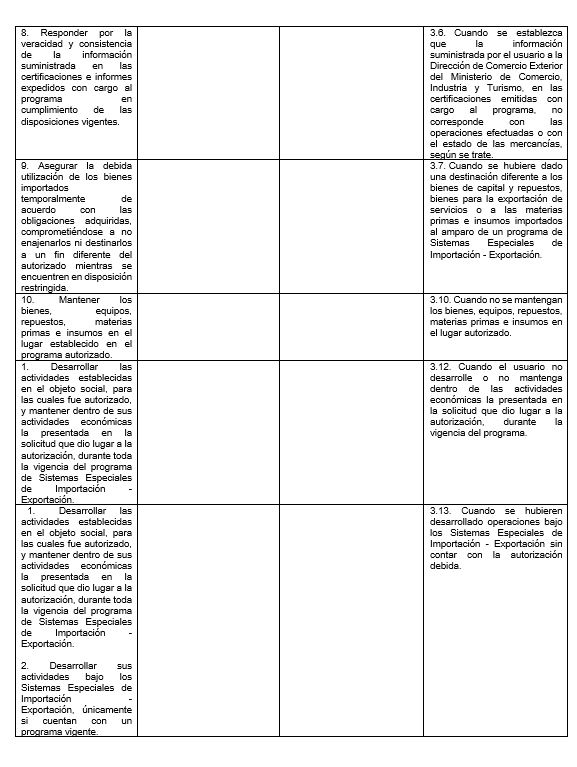 8. Responder por la
veracidad y consistencia
de la información
suministrada en las
certificaciones e informes
expedidos con cargo al
programa en
cumplimiento de las
disposiciones vigentes.
3.6. Cuando se establezca
que la información
suministrada por el usuario a la
Dirección de Comercio Exterior
del Ministerio de Comercio,
Industria y Turismo, en las
certificaciones emitidas con
cargo al programa, no
corresponde con las
operaciones efectuadas o con
el estado de las mercancías,
según se trate.
9. Asegurar la debida
utilización de los bienes
importados
temporalmente de
acuerdo con las
obligaciones adquiridas,
comprometiéndose a no
enajenarlos ni destinarlos
a un fin diferente del
autorizado mientras se
encuentren en disposición
restringida.
3.7. Cuando se hubiere dado
una destinación diferente a los
bienes de capital y repuestos,
bienes para la exportación de
servicios o a las materias
primas e insumos importados
al amparo de un programa de
Sistemas Especiales de
Importación - Exportación.
10. Mantener los
bienes, equipos,
repuestos, materias
primas e insumos en el
lugar establecido en el
programa autorizado.
3.10. Cuando no se mantengan
los bienes, equipos, repuestos,
materias primas e insumos en
el lugar autorizado.
1. Desarrollar las
actividades establecidas
en el objeto social, para
las cuales fue autorizado,
y mantener dentro de sus
actividades económicas
la presentada en la
solicitud que dio lugar a la
autorización, durante toda
la vigencia del programa
de Sistemas Especiales
de Importación -
Exportación.
3.12. Cuando el usuario no
desarrolle o no mantenga
dentro de las actividades
económicas la presentada en
la solicitud que dio lugar a la
autorización, durante la
vigencia del programa.
1. Desarrollar las
actividades establecidas
en el objeto social, para
las cuales fue autorizado,
y mantener dentro de sus
actividades económicas
la presentada en la
solicitud que dio lugar a la
autorización, durante toda
la vigencia del programa
de Sistemas Especiales
de Importación -
Exportación.
2. Desarrollar sus
actividades bajo los
Sistemas Especiales de
Importación -
Exportación, únicamente
si cuentan con un
programa vigente.
3.13. Cuando se hubieren
desarrollado operaciones bajo
los Sistemas Especiales de
Importación - Exportación sin
contar con la autorización
debida.